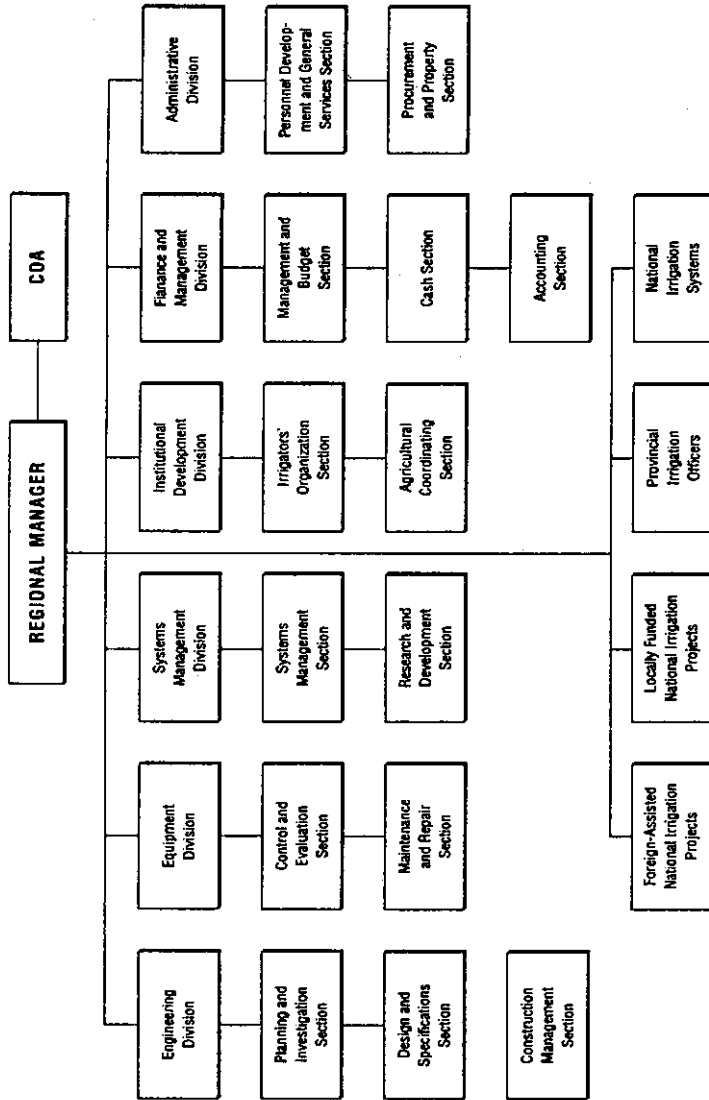 REGIONAL MANAGER
COA
Engineering
Division
Planning and
Investigation
Section
Design and
Specifications
Section
Construction
Management
Section
Equipment
Division
Control and
Evaluation
Section
Maintenance
and Repair
Section
Systems
Management
Division
Systems
Management
Section
Research and
Development
Section
Institutional
Development
Division
Irrigators'
Organization
Section
Agricultural
Coordinating
Section
Fianance and
Management
Division
Management and
Budget
Section
Cash Section
Accounting
Section
Administrative
Division
Personnel Develop-
ment and General
Services Section
Procurement
and Property
Section
Foreign-Assisted
National Irrigation
Projects
Locally Funded
National Irrigation
Projects
Provincial
Irrigation
Officers
National
Irrigation
Systems